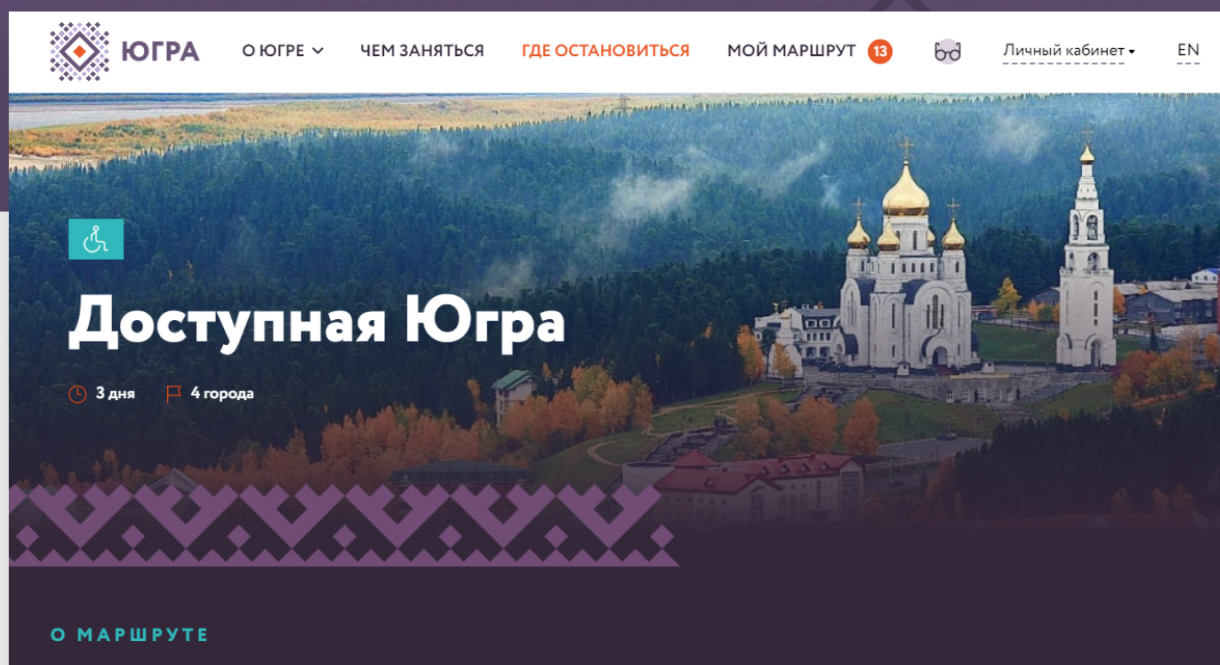 ЮГРА О ЮГРЕ ЧЕМ ЗАНЯТЬСЯ ГДЕ ОСТАНОВИТЬСЯ МОЙ МАРШРУТ 13 Личный кабинет EN
Доступная Югра
3 дня 4 города
О МАРШРУТЕ